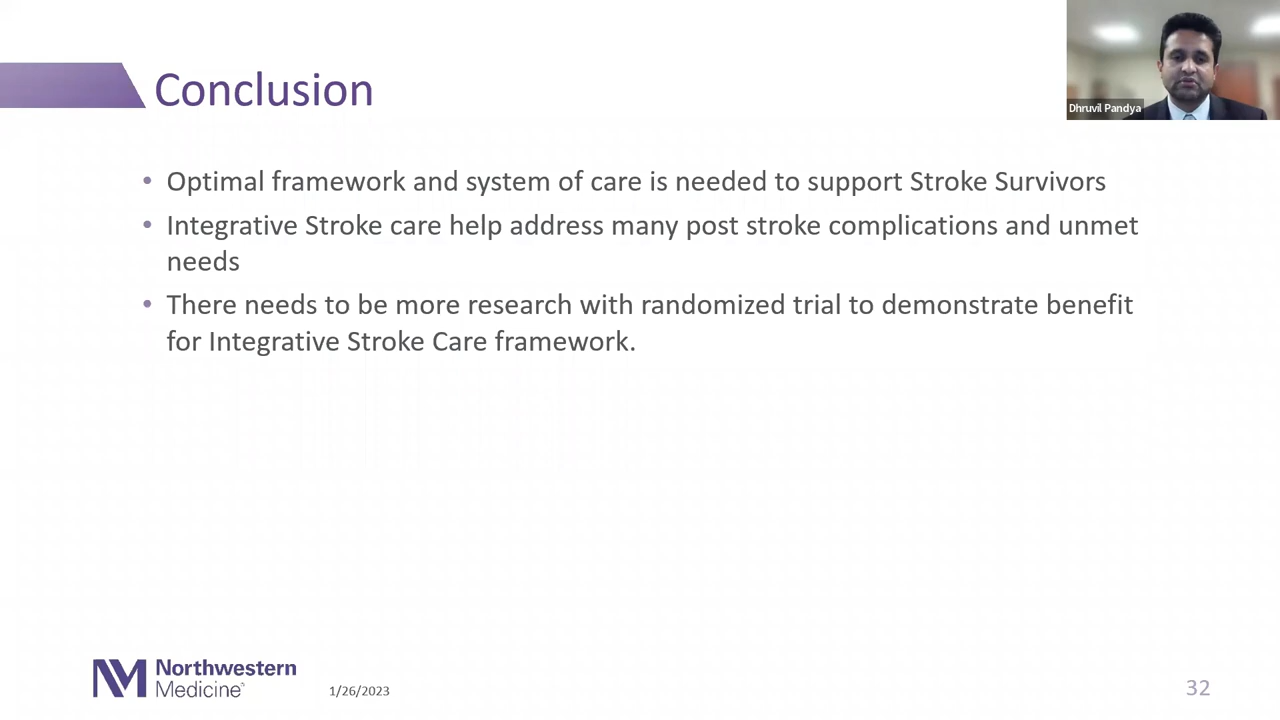 Conclusion
Dhruvil Pandya
• Optimal framework and system of care is needed to support Stroke Survivors
• Integrative Stroke care help address many post stroke complications and unmet
needs
• There needs to be more research with randomized trial to demonstrate benefit
for Integrative Stroke Care framework.
NM Northwestern
Medicine
1/26/2023
32